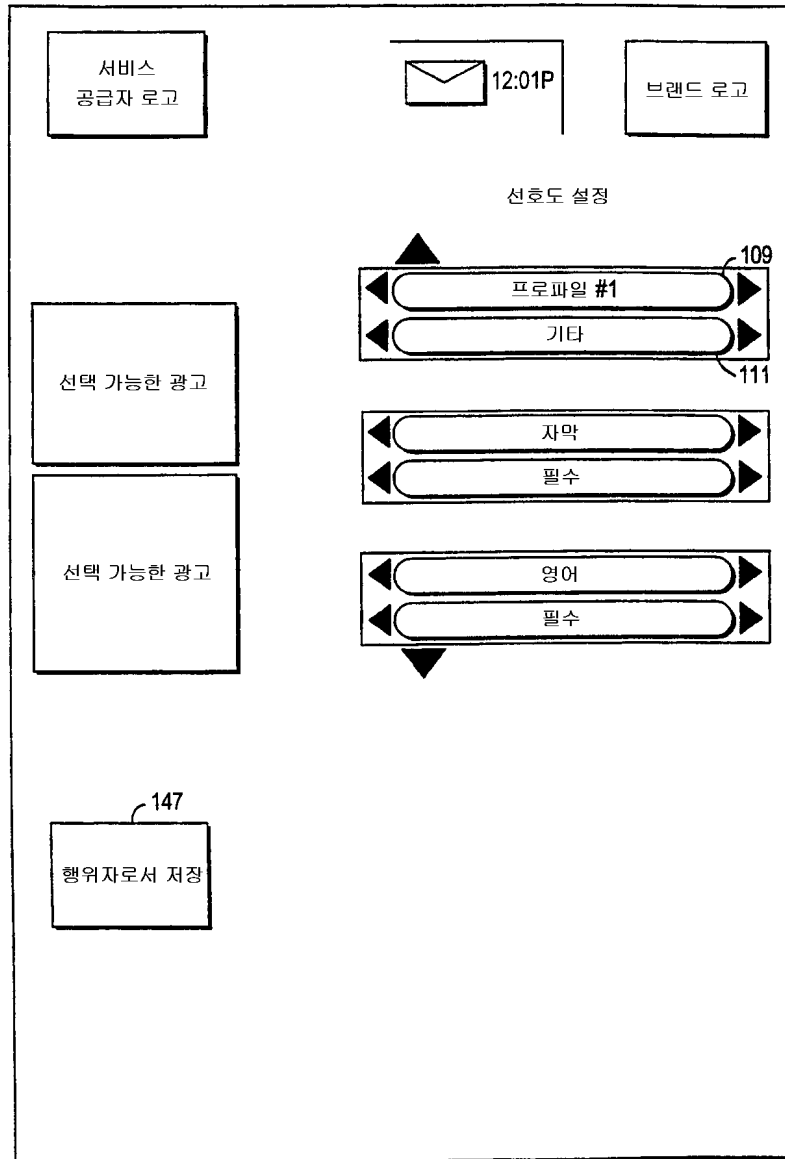 서비스
공급자 로고
12:01P
브랜드 로고
선호도 설정
109
프로파일 #1
기타
111
선택 가능한 광고
자막
필수
선택 가능한 광고
영어
필수
147
행위자로서 저장